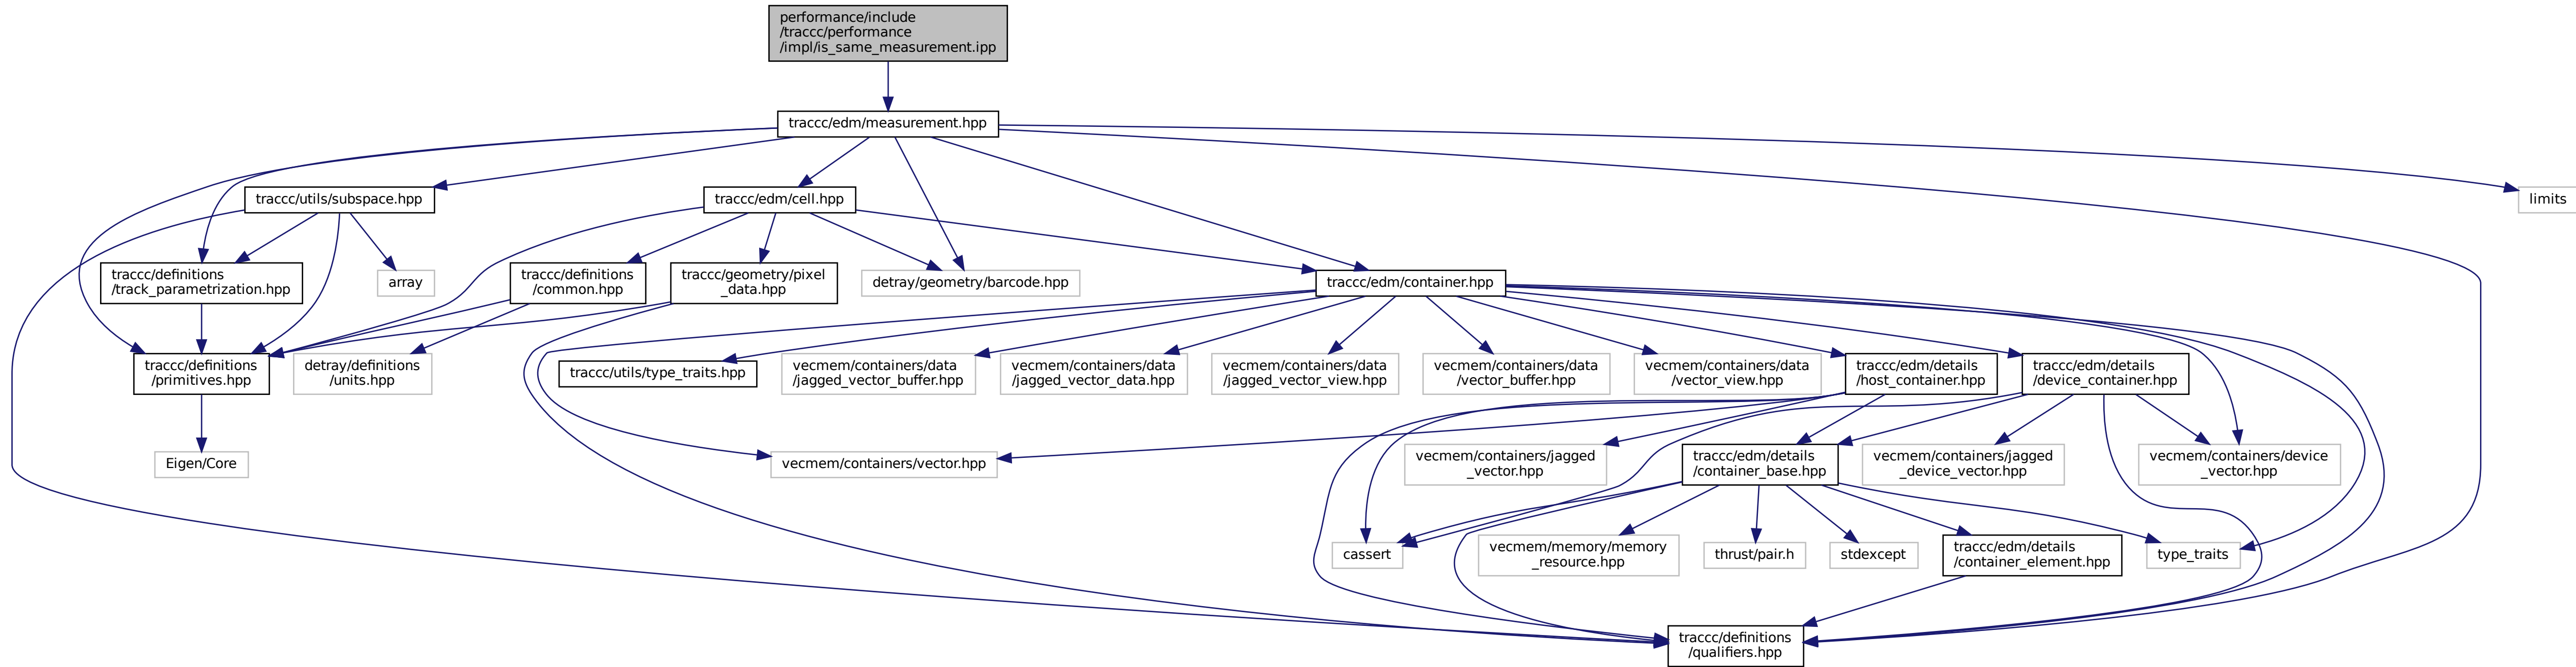 performance/include
/traccc/performance
/impl/is_same_measurement.ipp
traccc/edm/measurement.hpp
traccc/utils/subspace.hpp
traccc/edm/cell.hpp
limits
traccc/definitions
/track_parametrization.hpp
array
traccc/definitions
/common.hpp
traccc/geometry/pixel
_data.hpp
detray/geometry/barcode.hpp
traccc/edm/container.hpp
traccc/definitions
/primitives.hpp
detray/definitions
/units.hpp
traccc/utils/type_traits.hpp
vecmem/containers/data
/jagged_vector_buffer.hpp
vecmem/containers/data
/jagged_vector_data.hpp
vecmem/containers/data
/jagged_vector_view.hpp
vecmem/containers/data
/vector_buffer.hpp
vecmem/containers/data
/vector_view.hpp
traccc/edm/details
/host_container.hpp
traccc/edm/details
/device_container.hpp
Eigen/Core
vecmem/containers/vector.hpp
vecmem/containers/jagged
_vector.hpp
traccc/edm/details
/container_base.hpp
vecmem/containers/jagged
_device_vector.hpp
vecmem/containers/device
_vector.hpp
cassert
vecmem/memory/memory
_resource.hpp
thrust/pair.h
stdexcept
traccc/edm/details
/container_element.hpp
type_traits
traccc/definitions
/qualifiers.hpp